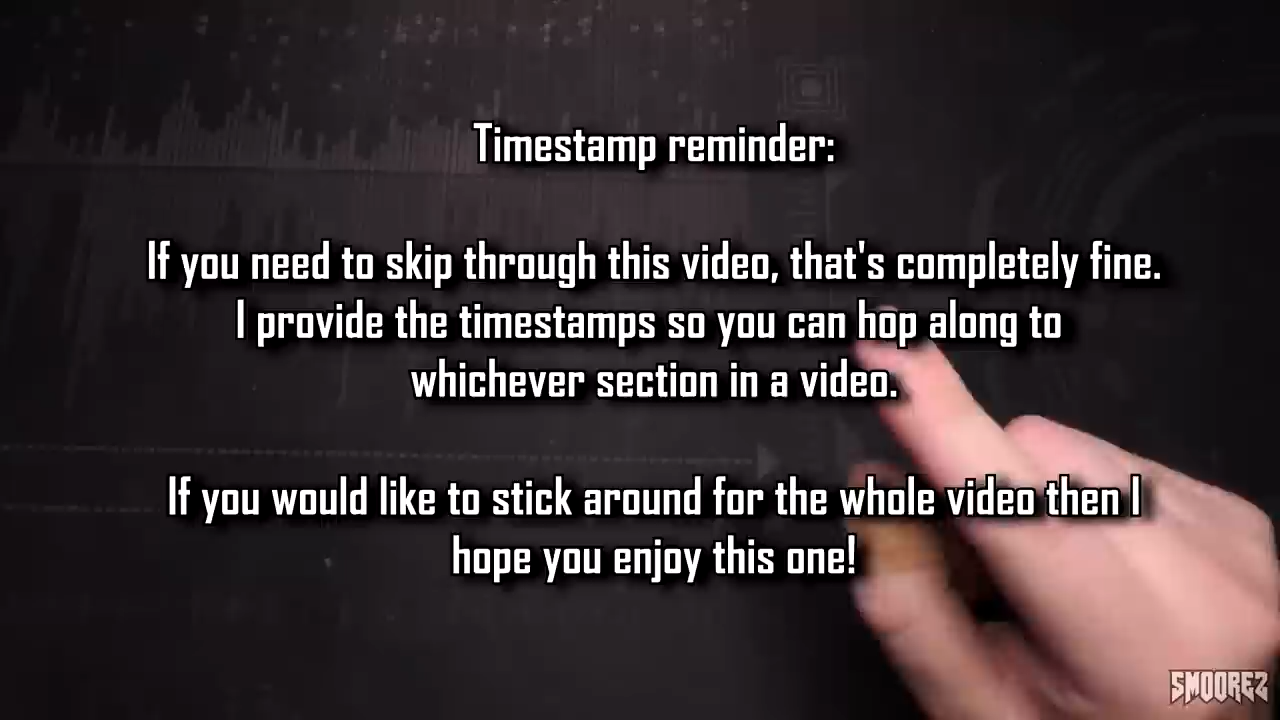 Timestamp reminder:
If you need to skip through this video, that's completely fine.
I provide the timestamps so you can hop along to
whichever section in a video.
If you would like to stick around for the whole video then I
hope you enjoy this one!
SMOOREZ